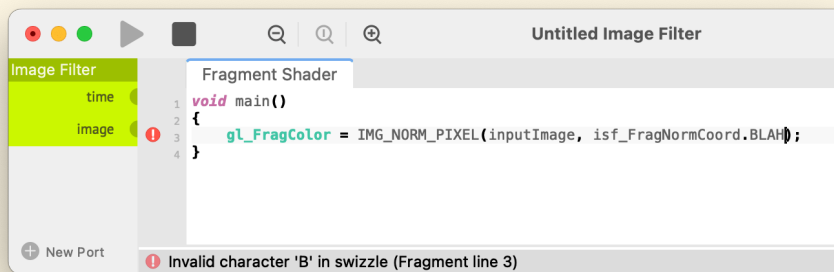 Untitled Image Filter
Image Filter
time
image
New Port
Fragment Shader
1 void main()
2 {
3 gl_FragColor = IMG_NORM_PIXEL(inputImage, isf_FragNormCoord.BLAH);
4 }
Invalid character 'B' in swizzle (Fragment line 3)